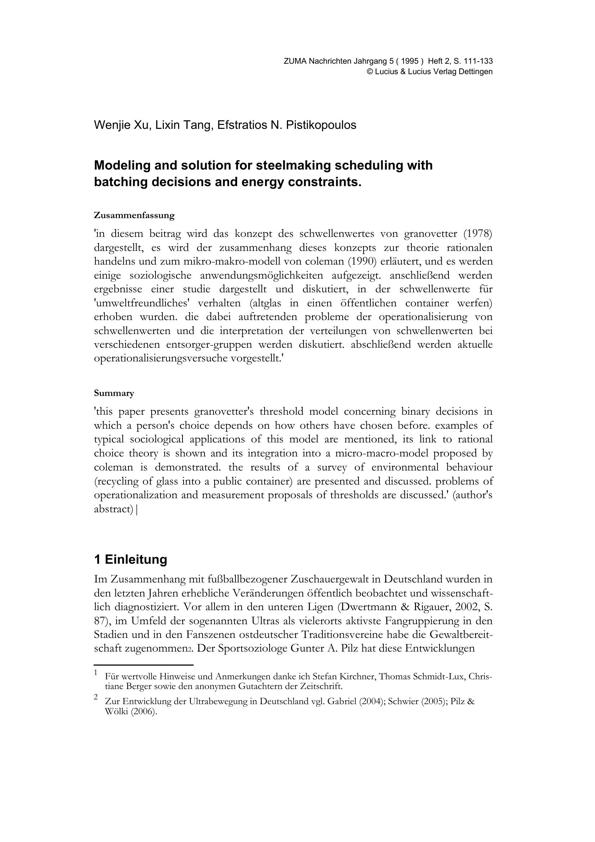 ZUMA Nachrichten Jahrgang 5 ( 1995 ) Heft 2, S. 111-133
© Lucius & Lucius Verlag Dettingen
Wenjie Xu, Lixin Tang, Efstratios N. Pistikopoulos
Modeling and solution for steelmaking scheduling with
batching decisions and energy constraints.
Zusammenfassung
'in diesem beitrag wird das konzept des schwellenwertes von granovetter (1978)
dargestellt, es wird der zusammenhang dieses konzepts zur theorie rationalen
handelns und zum mikro-makro-modell von coleman (1990) erläutert, und es werden
einige soziologische anwendungsmöglichkeiten aufgezeigt. anschließend werden
ergebnisse einer studie dargestellt und diskutiert, in der schwellenwerte für
'umweltfreundliches' verhalten (altglas in einen öffentlichen container werfen)
erhoben wurden. die dabei auftretenden probleme der operationalisierung von
schwellenwerten und die interpretation der verteilungen von schwellenwerten bei
verschiedenen entsorger-gruppen werden diskutiert. abschließend werden aktuelle
operationalisierungsversuche vorgestellt.'
Summary
'this paper presents granovetter's threshold model concerning binary decisions in
which a person's choice depends on how others have chosen before. examples of
typical sociological applications of this model are mentioned, its link to rational
choice theory is shown and its integration into a micro-macro-model proposed by
coleman is demonstrated. the results of a survey of environmental behaviour
(recycling of glass into a public container) are presented and discussed. problems of
operationalization and measurement proposals of thresholds are discussed.' (author's
abstract)|
1 Einleitung
Im Zusammenhang mit fußballbezogener Zuschauergewalt in Deutschland wurden in
den letzten Jahren erhebliche Veränderungen öffentlich beobachtet und wissenschaft-
lich diagnostiziert. Vor allem in den unteren Ligen (Dwertmann & Rigauer, 2002, S.
87), im Umfeld der sogenannten Ultras als vielerorts aktivste Fangruppierung in den
Stadien und in den Fanszenen ostdeutscher Traditionsvereine habe die Gewaltbereit-
schaft zugenommen2. Der Sportsoziologe Gunter A. Pilz hat diese Entwicklungen
1 Für wertvolle Hinweise und Anmerkungen danke ich Stefan Kirchner, Thomas Schmidt-Lux, Chris-
tiane Berger sowie den anonymen Gutachtern der Zeitschrift.
2 Zur Entwicklung der Ultrabewegung in Deutschland vgl. Gabriel (2004); Schwier (2005); Pilz &
Wölki (2006).